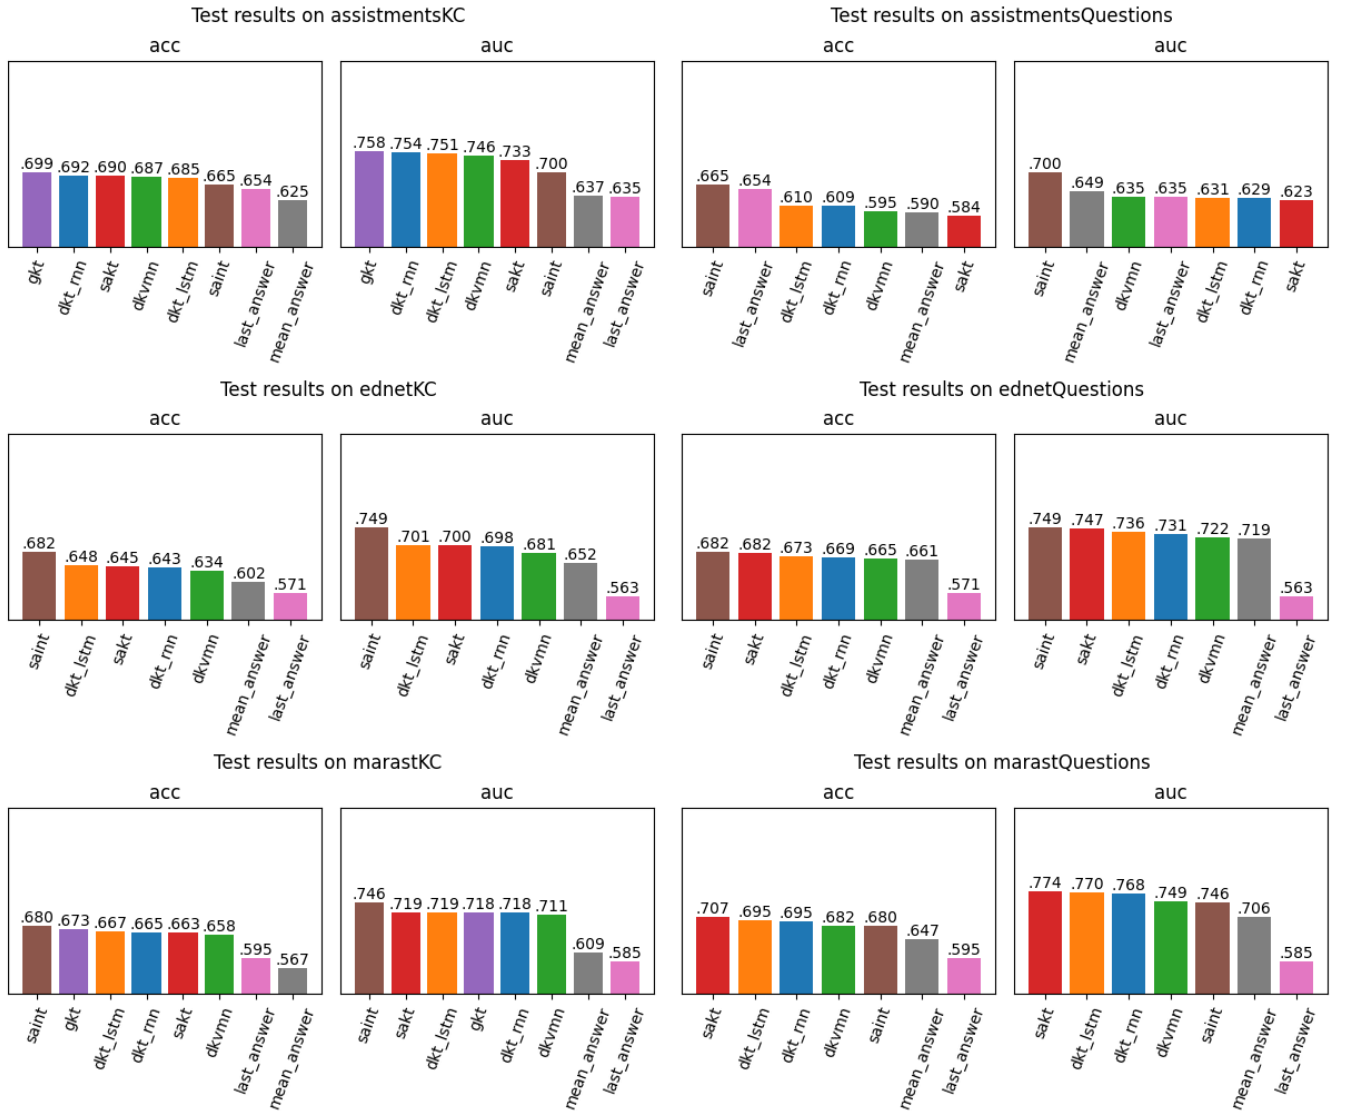 Test results on assistmentsKC
acc
.699 .692 .690 .687 .685 .665 .654 .625
gkt dkt_rnn sakt dkvmn dkt_lstm saint last_answer mean_answer
auc
.758 .754 .751 .746 .733 .700 .637 .635
gkt dkt_rnn dkt_lstm dkvmn sakt saint mean_answer last_answer
Test results on assistmentsQuestions
acc
.665 .654 .610 .609 .595 .590 .584
saint last_answer dkt_lstm dkt_rnn dkvmn mean_answer sakt
auc
.700 .649 .635 .635 .631 .629 .623
saint mean_answer dkvmn last_answer dkt_lstm dkt_rnn sakt
Test results on ednetKC
acc
.682 .648 .645 .643 .634 .602 .571
saint dkt_lstm sakt dkt_rnn dkvmn mean_answer last_answer
auc
.749 .701 .700 .698 .681 .652 .563
saint dkt_lstm sakt dkt_rnn dkvmn mean_answer last_answer
Test results on ednetQuestions
acc
.682 .682 .673 .669 .665 .661 .571
saint sakt dkt_lstm dkt_rnn dkvmn mean_answer last_answer
auc
.749 .747 .736 .731 .722 .719 .563
saint sakt dkt_lstm dkt_rnn dkvmn mean_answer last_answer
Test results on marastKC
acc
.680 .673 .667 .665 .663 .658 .595 .567
saint gkt dkt_lstm dkt_rnn sakt dkvmn last_answer mean_answer
auc
.746 .719 .719 .718 .718 .711 .609 .585
saint sakt dkt_lstm gkt dkt_rnn dkvmn mean_answer last_answer
Test results on marastQuestions
acc
.707 .695 .695 .682 .680 .647 .595
sakt dkt_lstm dkt_rnn dkvmn saint mean_answer last_answer
auc
.774 .770 .768 .749 .746 .706 .585
sakt dkt_lstm dkt_rnn dkvmn saint mean_answer last_answer